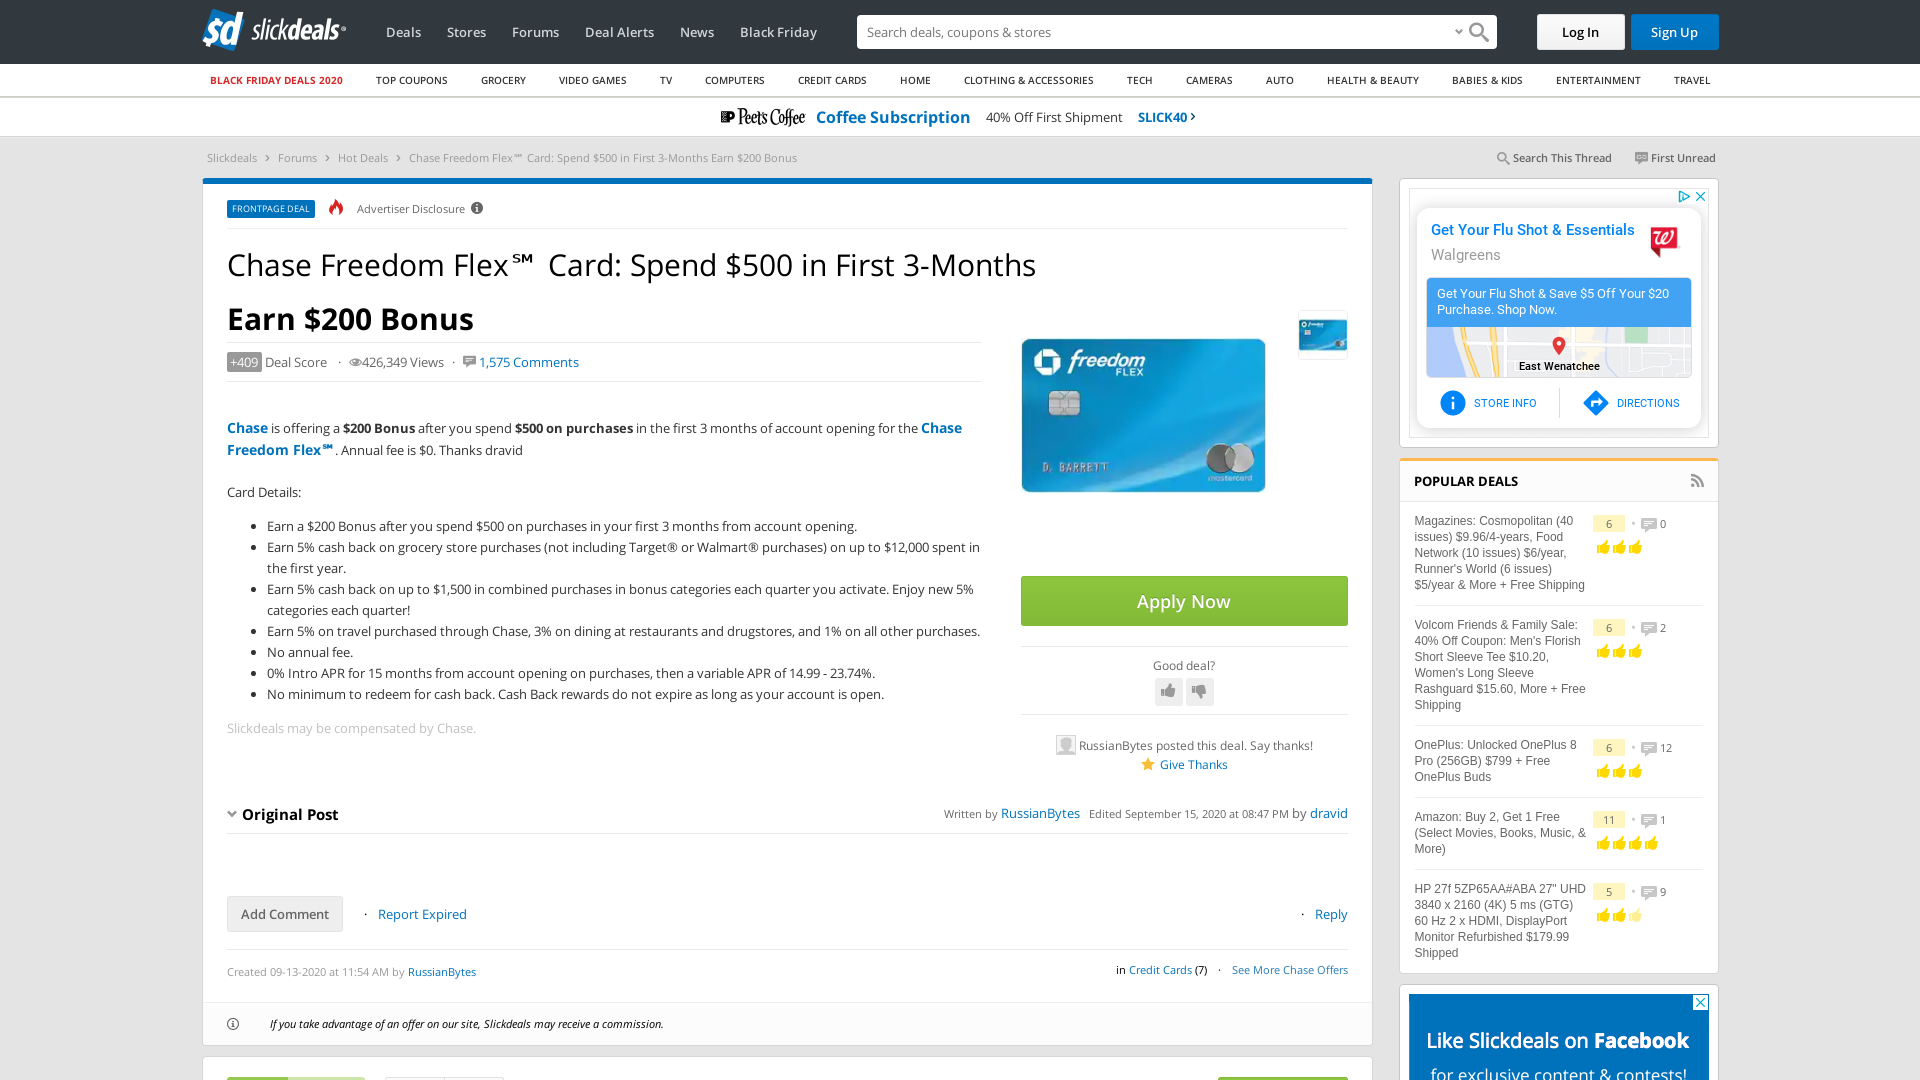 sd slickdeals®
Deals Stores Forums Deal Alerts News Black Friday
Search deals, coupons & shops
Log In Sign Up
BLACK FRIDAY DEALS 2020 TOP COUPONS GROCERY VIDEO GAMES TV COMPUTERS CREDIT CARDS HOME CLOTHING & ACCESSORIES TECH CAMERAS AUTO HEALTH & BEAUTY BABIES & KIDS ENTERTAINMENT TRAVEL
Peet's Coffee Coffee Subscription 40% Off First Shipment SLICK40 ›
Slickdeals › Forums › Hot Deals › Chase Freedom Flex℠ Card: Spend $500 in First 3-Months Earn $200 Bonus
Search This Thread First Unread
FRONTPAGE DEAL Advertiser Disclosure
Chase Freedom Flex℠ Card: Spend $500 in First 3-Months
Earn $200 Bonus
+409 Deal Score · 426,349 Views · 1,575 Comments
Chase is offering a $200 Bonus after you spend $500 on purchases in the first 3 months of account opening for the Chase
Freedom Flex℠. Annual fee is $0. Thanks dravid
Card Details:
• Earn a $200 Bonus after you spend $500 on purchases in your first 3 months from account opening.
• Earn 5% cash back on grocery store purchases (not including Target® or Walmart® purchases) on up to $12,000 spent in
the first year.
• Earn 5% cash back on up to $1,500 in combined purchases in bonus categories each quarter you activate. Enjoy new 5%
categories each quarter!
• Earn 5% on travel purchased through Chase, 3% on dining at restaurants and drugstores, and 1% on all other purchases.
• No annual fee.
• 0% Intro APR for 15 months from account opening on purchases, then a variable APR of 14.99 - 23.74%.
• No minimum to redeem for cash back. Cash Back rewards do not expire as long as your account is open.
Slickdeals may be compensated by Chase.
freedom
FLEX
D. BARRETT
mastercard
Apply Now
Good deal?
RussianBytes posted this deal. Say thanks!
Give Thanks
Original Post
Written by RussianBytes Edited September 15, 2020 at 08:47 PM by dravid
Add Comment · Report Expired
· Reply
Created 09-13-2020 at 11:54 AM by RussianBytes
in Credit Cards (7) · See More Chase Offers
If you take advantage of an offer on our site, Slickdeals may receive a commission.
Get Your Flu Shot & Essentials
Walgreens
Get Your Flu Shot & Save $5 Off Your $20
Purchase. Shop Now.
East Wenatchee
STORE INFO DIRECTIONS
POPULAR DEALS
Magazines: Cosmopolitan (40
issues) $9.96/4-years, Food
Network (10 issues) $6/year,
Runner's World (6 issues)
$5/year & More + Free Shipping
6 • 0
Volcom Friends & Family Sale:
40% Off Coupon: Men's Florish
Short Sleeve Tee $10.20,
Women's Long Sleeve
Rashguard $15.60, More + Free
Shipping
6 • 2
OnePlus: Unlocked OnePlus 8
Pro (256GB) $799 + Free
OnePlus Buds
6 • 12
Amazon: Buy 2, Get 1 Free
(Select Movies, Books, Music, &
More)
11 • 1
HP 27f 5ZP65AA#ABA 27" UHD
3840 x 2160 (4K) 5 ms (GTG)
60 Hz 2 x HDMI, DisplayPort
Monitor Refurbished $179.99
Shipped
5 • 9
Like Slickdeals on Facebook
for exclusive content & contests!